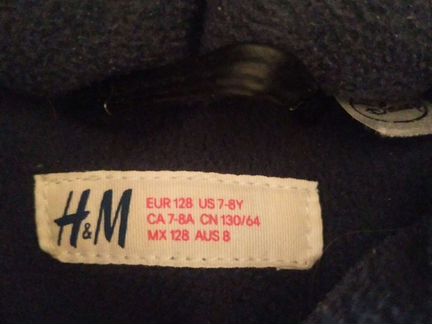 H&M
EUR 128 US 7-8Y
CA 7-8A CN 130/64
MX 128 AUS 8